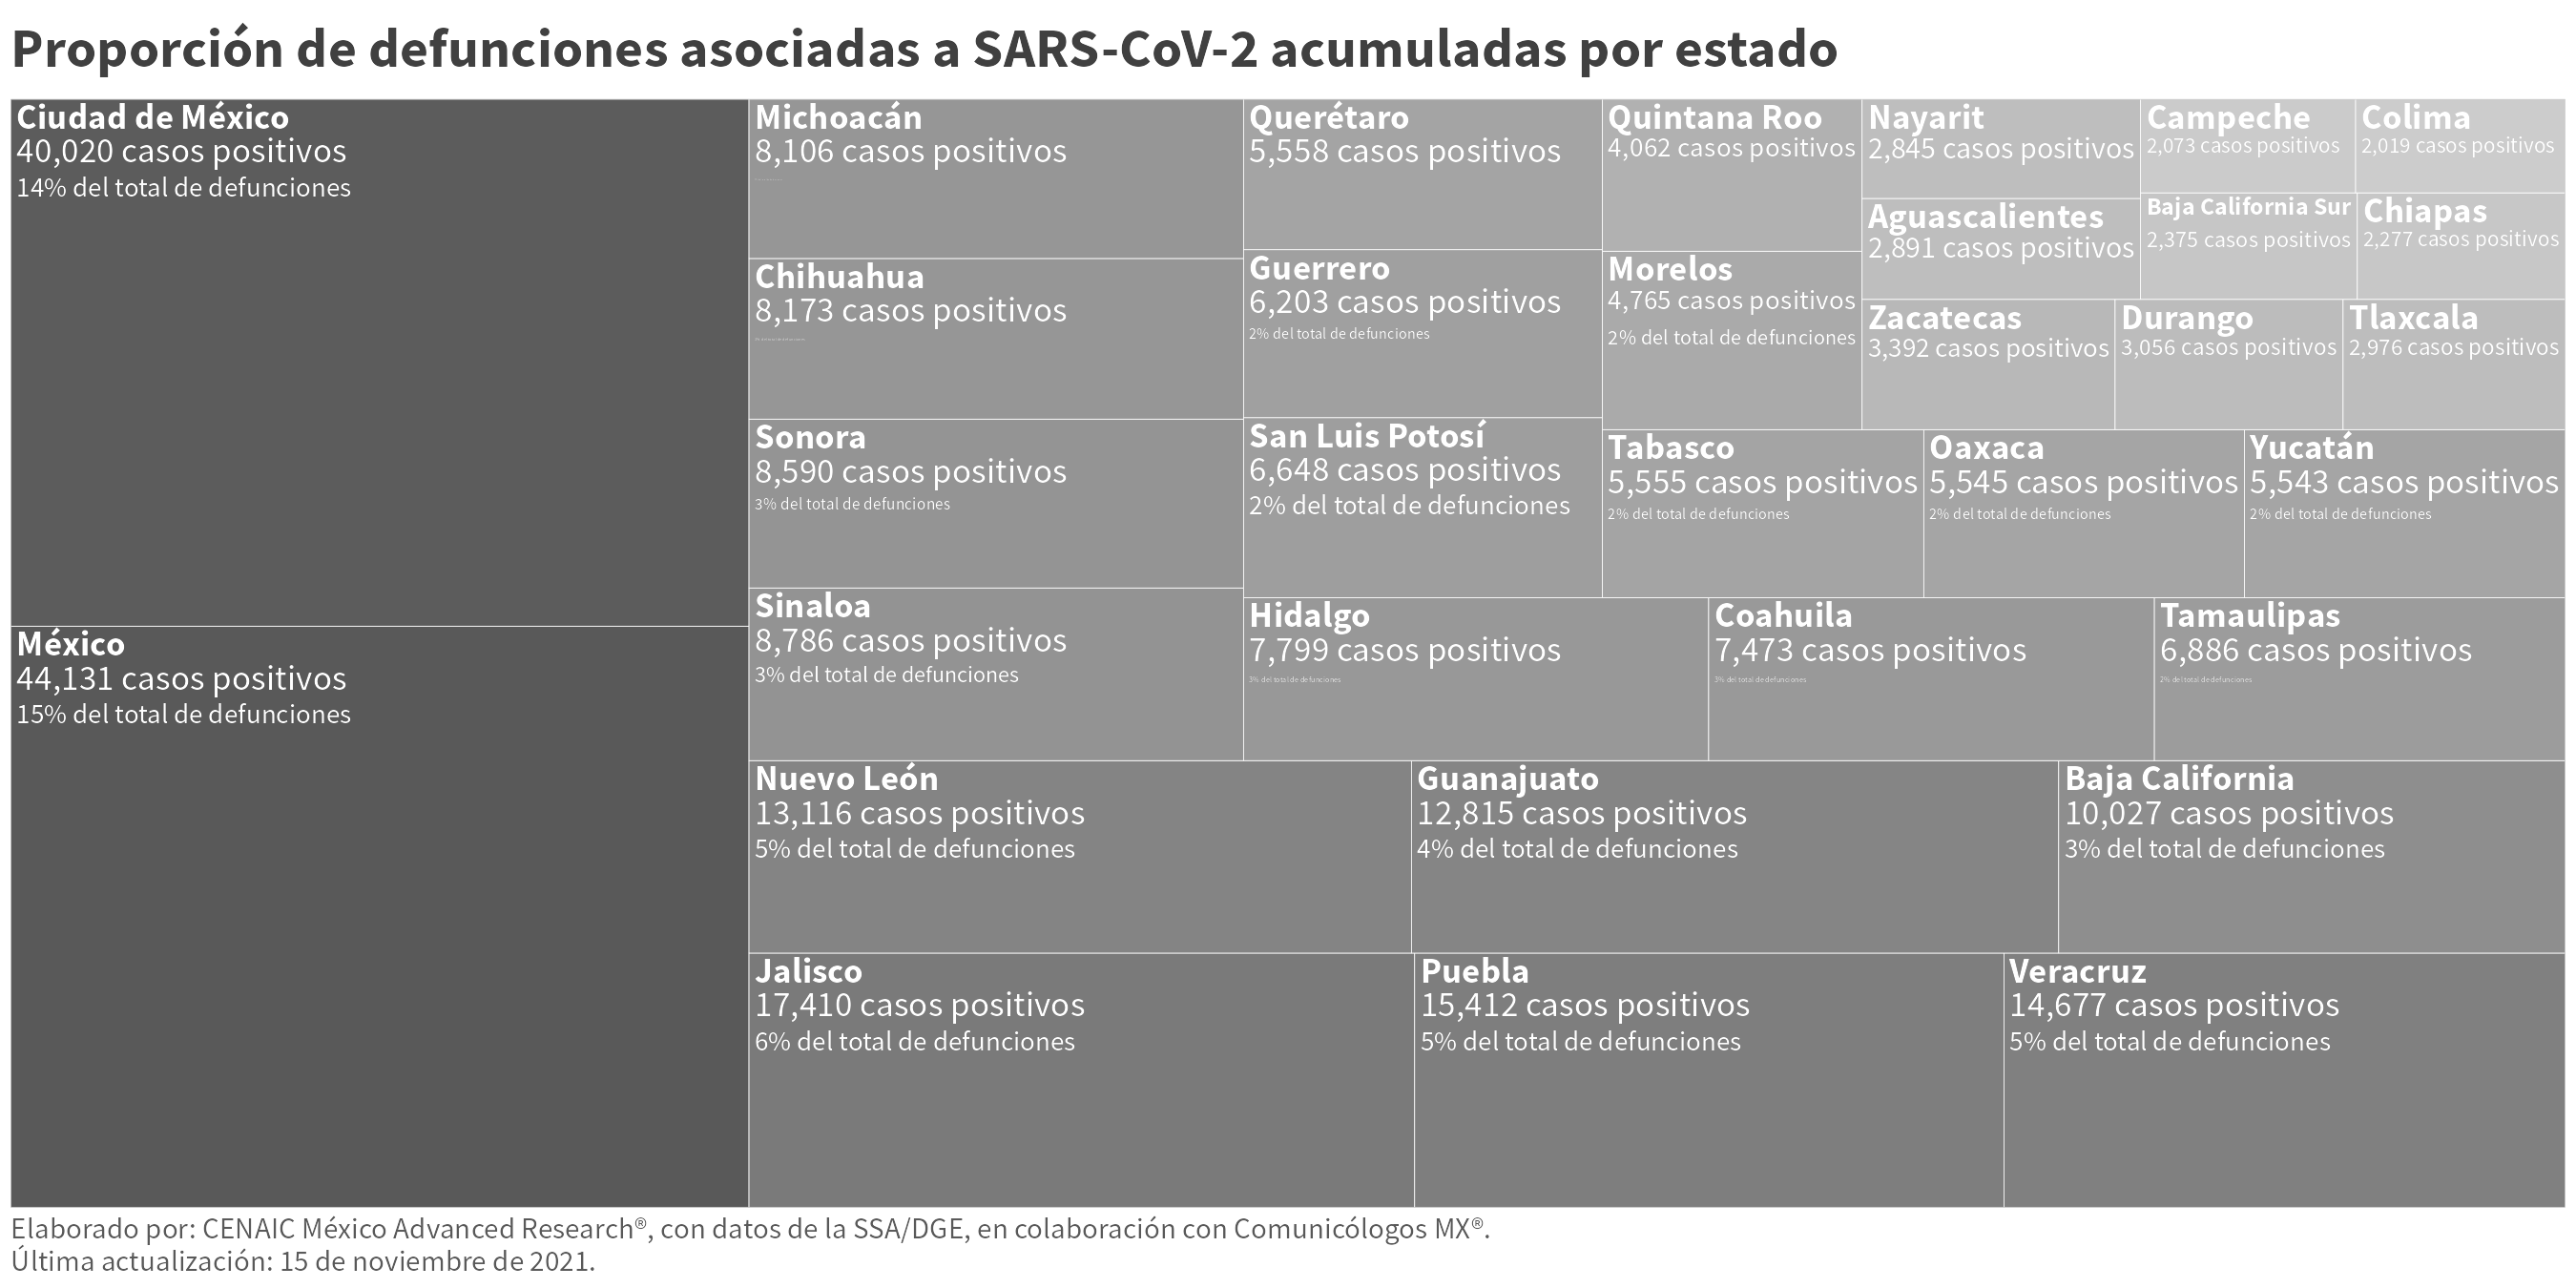 Proporción de defunciones asociadas a SARS-CoV-2 acumuladas por estado
Ciudad de México
40,020 casos positivos
14% del total de defunciones
México
44,131 casos positivos
15% del total de defunciones
Michoacán
8,106 casos positivos
Chihuahua
8,173 casos positivos
Sonora
8,590 casos positivos
3% del total de defunciones
Sinaloa
8,786 casos positivos
3% del total de defunciones
Querétaro
5,558 casos positivos
Guerrero
6,203 casos positivos
2% del total de defunciones
San Luis Potosí
6,648 casos positivos
2% del total de defunciones
Quintana Roo
4,062 casos positivos
Morelos
4,765 casos positivos
2% del total de defunciones
Nayarit
2,845 casos positivos
Aguascalientes
2,891 casos positivos
Campeche
2,073 casos positivos
Colima
2,019 casos positivos
Baja California Sur
2,375 casos positivos
Chiapas
2,277 casos positivos
Zacatecas
3,392 casos positivos
Durango
3,056 casos positivos
Tlaxcala
2,976 casos positivos
Tabasco
5,555 casos positivos
2% del total de defunciones
Oaxaca
5,545 casos positivos
2% del total de defunciones
Yucatán
5,543 casos positivos
2% del total de defunciones
Hidalgo
7,799 casos positivos
3% del total de defunciones
Coahuila
7,473 casos positivos
3% del total de defunciones
Tamaulipas
6,886 casos positivos
2% del total de defunciones
Nuevo León
13,116 casos positivos
5% del total de defunciones
Guanajuato
12,815 casos positivos
4% del total de defunciones
Baja California
10,027 casos positivos
3% del total de defunciones
Jalisco
17,410 casos positivos
6% del total de defunciones
Puebla
15,412 casos positivos
5% del total de defunciones
Veracruz
14,677 casos positivos
5% del total de defunciones
Elaborado por: CENAIC México Advanced Research®, con datos de la SSA/DGE, en colaboración con Comunicólogos MX®.
Última actualización: 15 de noviembre de 2021.